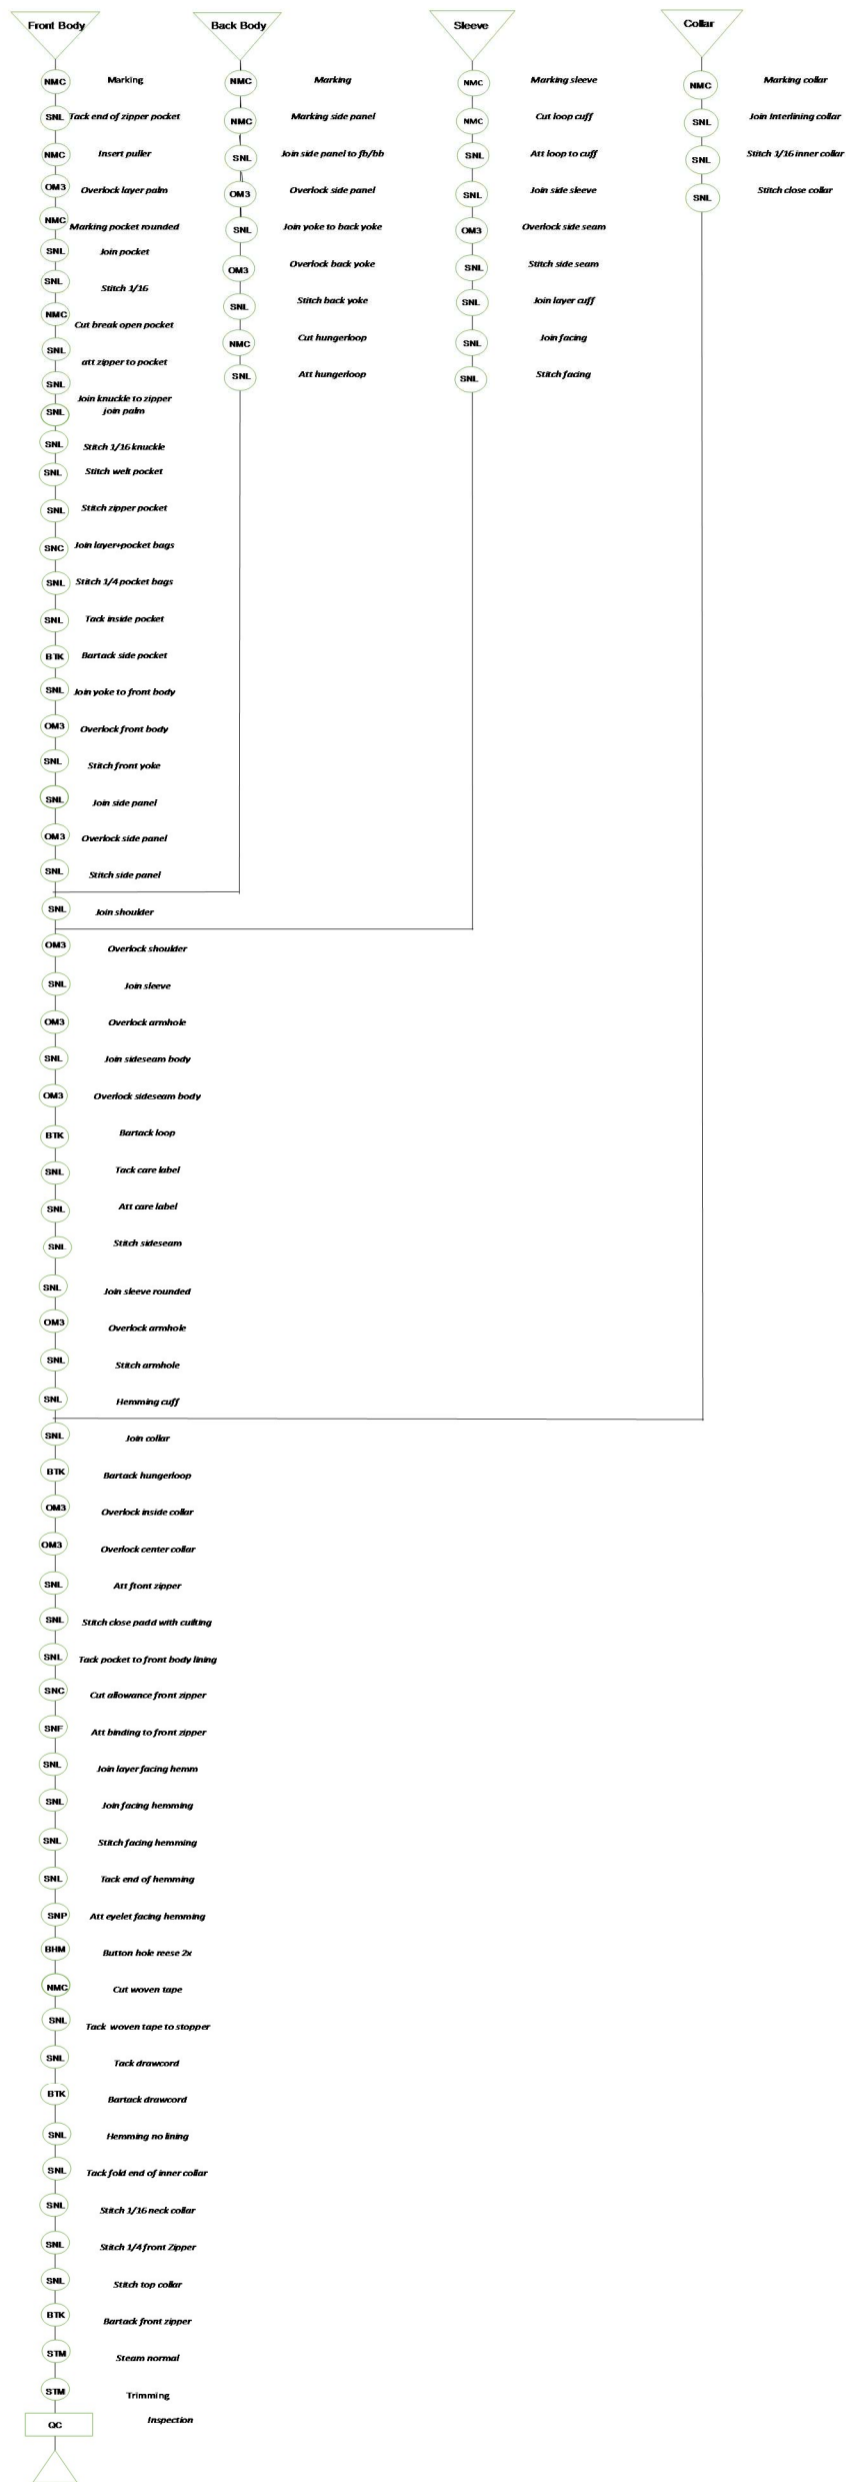 Front Body
Back Body
Sleeve
Collar
NMC Marking
SNL Tack end of zipper pocket
NMC Insert puller
OM3 Overlock layer palm
NMC Marking pocket rounded
SNL Join pocket
SNL Stitch 1/16
NMC Cut break open pocket
SNL att zipper to pocket
SNL Join knuckle to zipper
SNL join palm
SNL Stitch 1/16 knuckle
SNL Stitch welt pocket
SNL Stitch zipper pocket
SNC Join layer+pocket bags
SNL Stitch 1/4 pocket bags
SNL Tack inside pocket
BTK Bartack side pocket
SNL Join yoke to front body
OM3 Overlock front body
SNL Stitch front yoke
SNL Join side panel
OM3 Overlock side panel
SNL Stitch side panel
SNL Join shoulder
OM3 Overlock shoulder
SNL Join sleeve
OM3 Overlock armhole
SNL Join sideseam body
OM3 Overlock sideseam body
BTK Bartack loop
SNL Tack care label
SNL Att care label
SNL Stitch sideseam
SNL Join sleeve rounded
OM3 Overlock armhole
SNL Stitch armhole
SNL Hemming cuff
SNL Join collar
BTK Bartack hungerloop
OM3 Overlock inside collar
OM3 Overlock center collar
SNL Att ftont zipper
SNL Stitch close padd with cuilting
SNL Tack pocket to front body lining
SNC Cut allowance front zipper
SNF Att binding to front zipper
SNL Join layer facing hemm
SNL Join facing hemming
SNL Stitch facing hemming
SNL Tack end of hemming
SNP Att eyelet facing hemming
BHM Button hole reese 2x
NMC Cut woven tape
SNL Tack woven tape to stopper
SNL Tack drawcord
BTK Bartack drawcord
SNL Hemming no lining
SNL Tack fold end of inner collar
SNL Stitch 1/16 neck collar
SNL Stitch 1/4 front Zipper
SNL Stitch top collar
BTK Bartack front zipper
STM Steam normal
STM Trimming
QC Inspection
NMC Marking
NMC Marking side panel
SNL Join side panel to fb/bb
OM3 Overlock side panel
SNL Join yoke to back yoke
OM3 Overlock back yoke
SNL Stitch back yoke
NMC Cut hungerloop
SNL Att hungerloop
NMC Marking sleeve
NMC Cut loop cuff
SNL Att loop to cuff
SNL Join side sleeve
OM3 Overlock side seam
SNL Stitch side seam
SNL Join layer cuff
SNL Join facing
SNL Stitch facing
NMC Marking collar
SNL Join Interlining collar
SNL Stitch 1/16 inner collar
SNL Stitch close collar